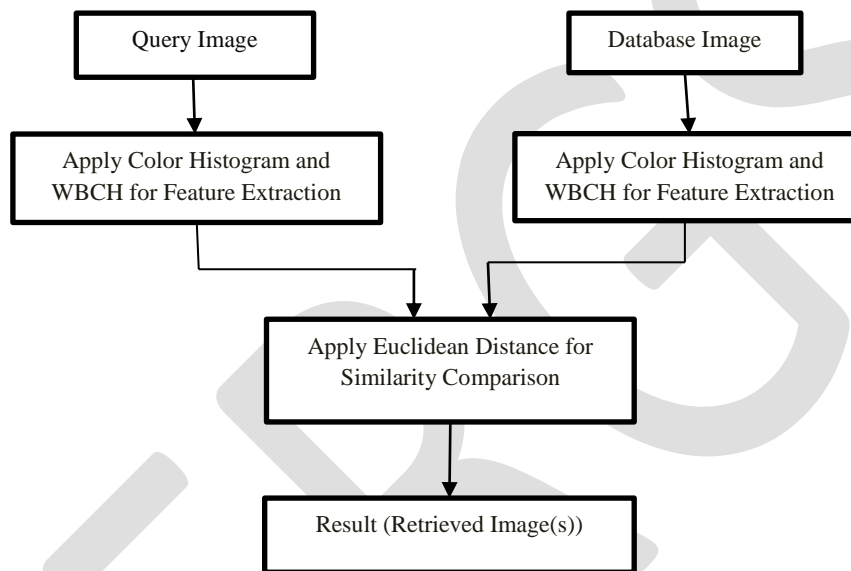 Query Image
Database Image
Apply Color Histogram and
WBCH for Feature Extraction
Apply Color Histogram and
WBCH for Feature Extraction
Apply Euclidean Distance for
Similarity Comparison
Result (Retrieved Image(s))